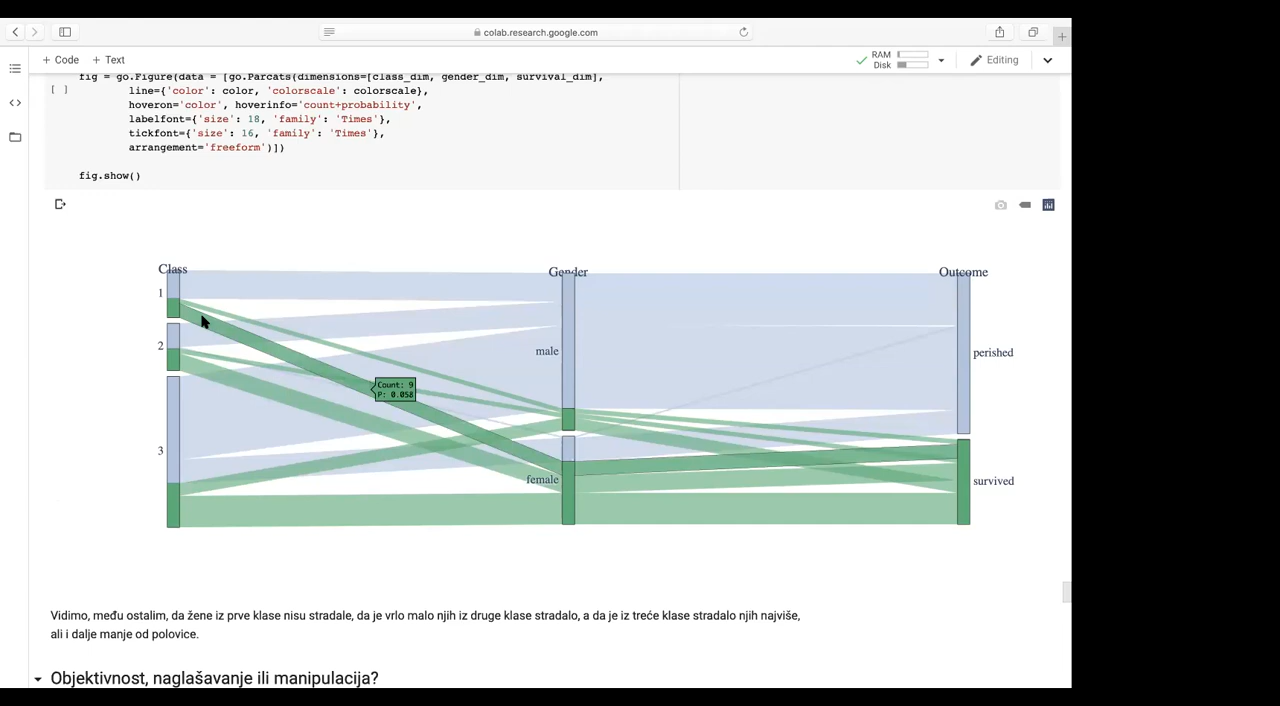 colab.research.google.com
+ Code + Text
RAM
Disk
Editing
fig = go.Figure(data = [go.Parcats(dimensions=[class_dim, gender_dim, survival_dim],
[ ]
line={'color': color, 'colorscale': colorscale},
hoveron='color', hoverinfo='count+probability',
labelfont={'size': 18, 'family': 'Times'},
tickfont={'size': 16, 'family': 'Times'},
arrangement='freeform')])
fig.show()
Class Gender Outcome
1
2
3
male
female
Count: 9
P: 0.058
perished
survived
Vidimo, među ostalim, da žene iz prve klase nisu stradale, da je vrlo malo njih iz druge klase stradalo, a da je iz treće klase stradalo njih najviše,
ali i dalje manje od polovice.
Objektivnost, naglašavanje ili manipulacija?